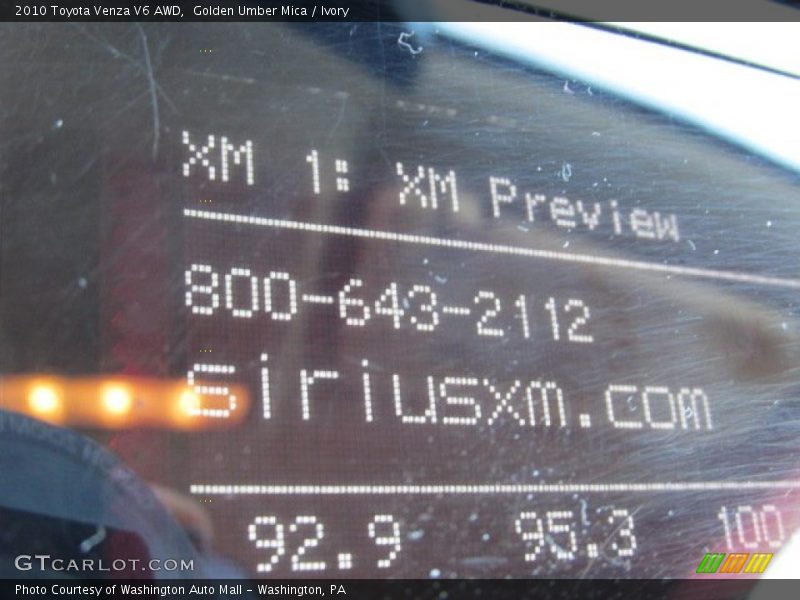 2010 Toyota Venza V6 AWD,  Golden Umber Mica / Ivory
XM 1: XM Preview
800-643-2112
Siriusxm.com
92.9 95.3 100
GTCARLOT.COM
Photo Courtesy of Washington Auto Mall - Washington, PA